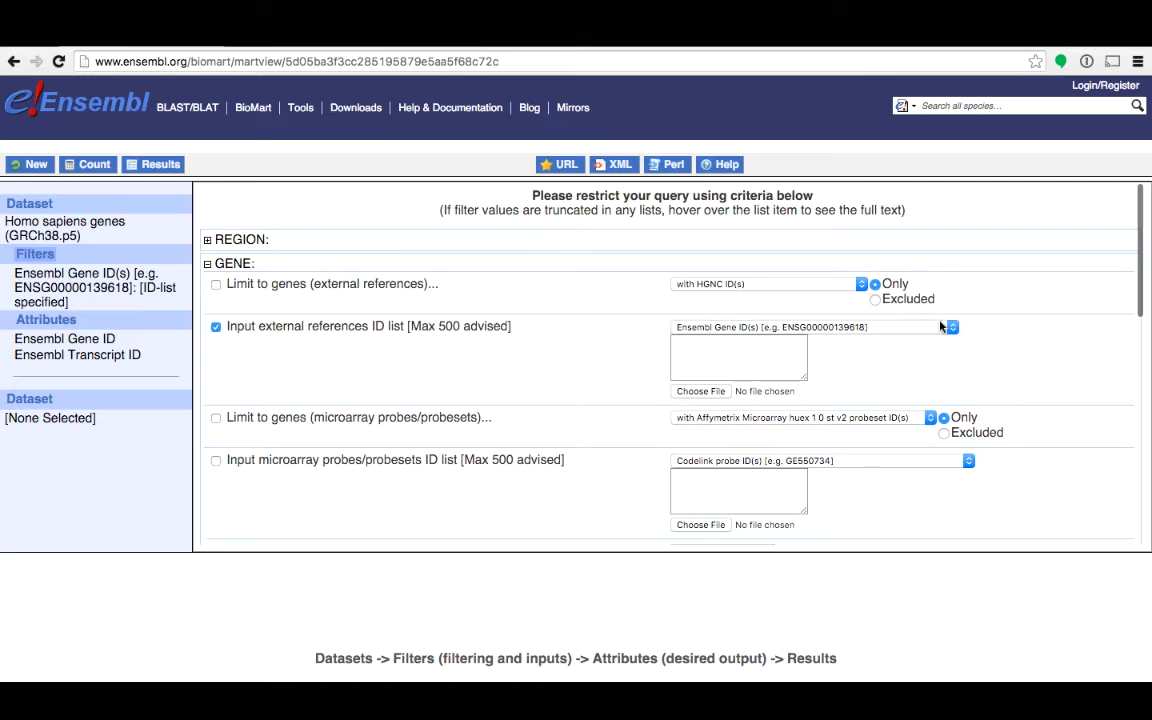 www.ensembl.org/biomart/martview/5d05ba3f3cc285195879e5aa5f68c72c
Login/Register
e!Ensembl BLAST/BLAT | BioMart | Tools | Downloads | Help & Documentation | Blog | Mirrors
e! Search all species...
New Count Results URL XML Perl Help
Dataset
Homo sapiens genes
(GRCh38.p5)
Filters
Ensembl Gene ID(s) [e.g.
ENSG00000139618]: [ID-list
specified]
Attributes
Ensembl Gene ID
Ensembl Transcript ID
Dataset
[None Selected]
Please restrict your query using criteria below
(If filter values are truncated in any lists, hover over the list item to see the full text)
REGION:
GENE:
Limit to genes (external references)... with HGNC ID(s) Only
Excluded
Input external references ID list [Max 500 advised] Ensembl Gene ID(s) [e.g. ENSG00000139618]
Choose File No file chosen
Limit to genes (microarray probes/probesets)... with Affymetrix Microarray huex 1 0 st v2 probeset ID(s) Only
Excluded
Input microarray probes/probesets ID list [Max 500 advised] Codelink probe ID(s) [e.g. GE550734]
Choose File No file chosen
Datasets -> Filters (filtering and inputs) -> Attributes (desired output) -> Results